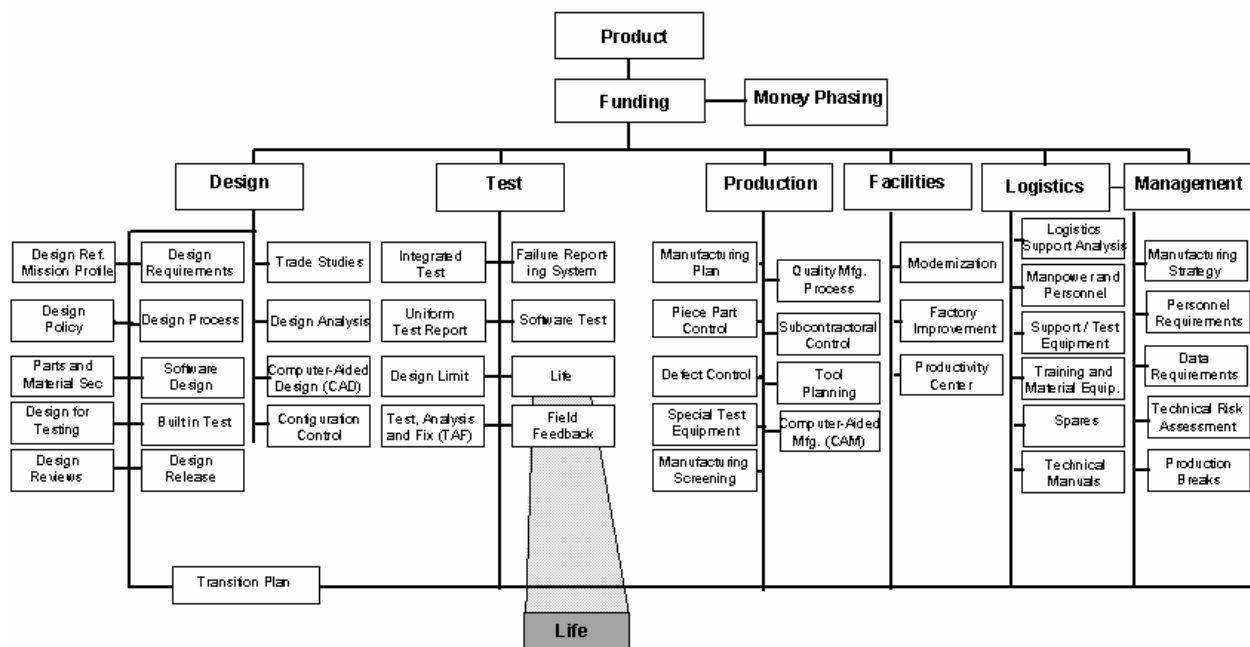 Product
Funding
Money Phasing
Design
Test
Production
Facilities
Logistics
Management
Design Ref.
Mission Profile
Design
Policy
Parts and
Material Sec
Design for
Testing
Design
Reviews
Design
Requirements
Design Process
Software
Design
Built in Test
Design
Release
Trade Studies
Design Analysis
Computer-Aided
Design (CAD)
Configuration
Control
Integrated
Test
Uniform
Test Report
Design Limit
Test, Analysis
and Fix (TAF)
Failure Report-
ing System
Software Test
Life
Field
Feedback
Manufacturing
Plan
Piece Part
Control
Defect Control
Special Test
Equipment
Manufacturing
Screening
Quality Mfg.
Process
Subcontractoral
Control
Tool
Planning
Computer-Aided
Mfg. (CAM)
Modernization
Factory
Improvement
Productivity
Center
Logistics
Support Analysis
Manpower and
Personnel
Support / Test
Equipment
Training and
Material Equip.
Spares
Technical
Manuals
Manufacturing
Strategy
Personnel
Requirements
Data
Requirements
Technical Risk
Assessment
Production
Breaks
Transition Plan
Life